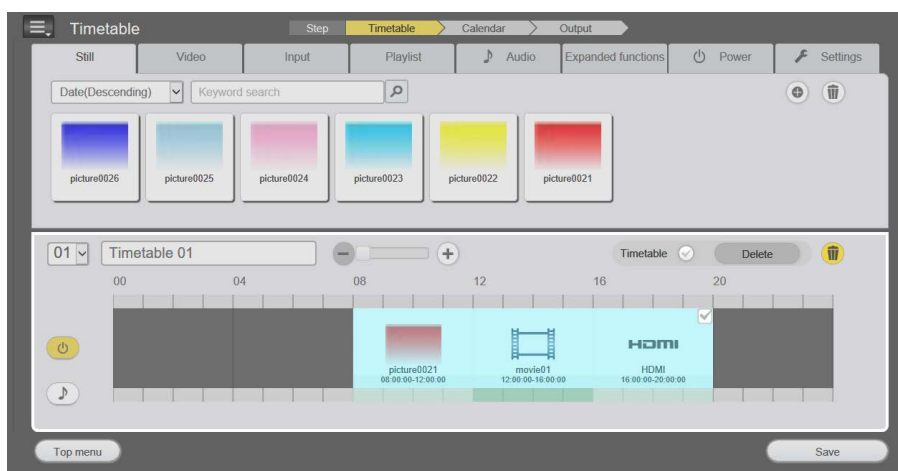 Timetable
Step Timetable Calendar Output
Still Video Input Playlist Audio Expanded functions Power Settings
Date(Descending) Keyword search
picture0026 picture0025 picture0024 picture0023 picture0022 picture0021
01 Timetable 01 Timetable Delete
00 04 08 12 16 20
HDMI
picture0021 movie01 HDMI
08:00:00-12:00:00 12:00:00-16:00:00 16:00:00-20:00:00
Top menu Save